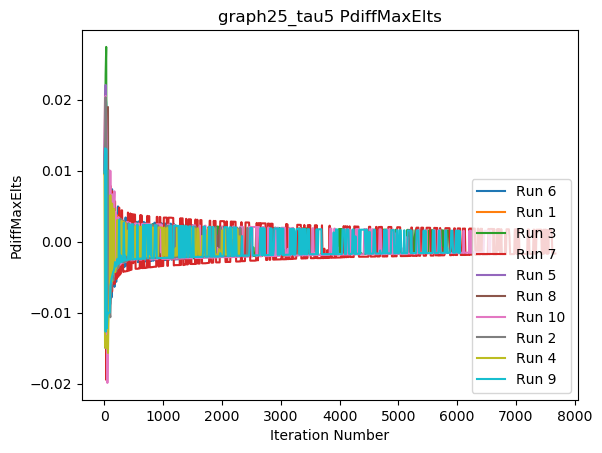 graph25_tau5 PdiffMaxElts
PdiffMaxElts
0.02
0.01
0.00
−0.01
−0.02
0 1000 2000 3000 4000 5000 6000 7000 8000
Iteration Number
Run 6
Run 1
Run 3
Run 7
Run 5
Run 8
Run 10
Run 2
Run 4
Run 9